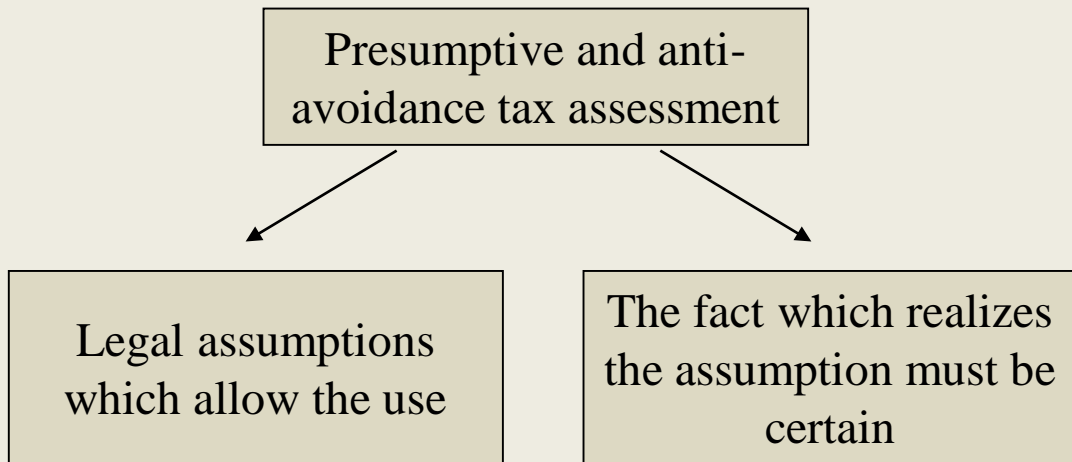 Presumptive and anti-
avoidance tax assessment
Legal assumptions
which allow the use
The fact which realizes
the assumption must be
certain